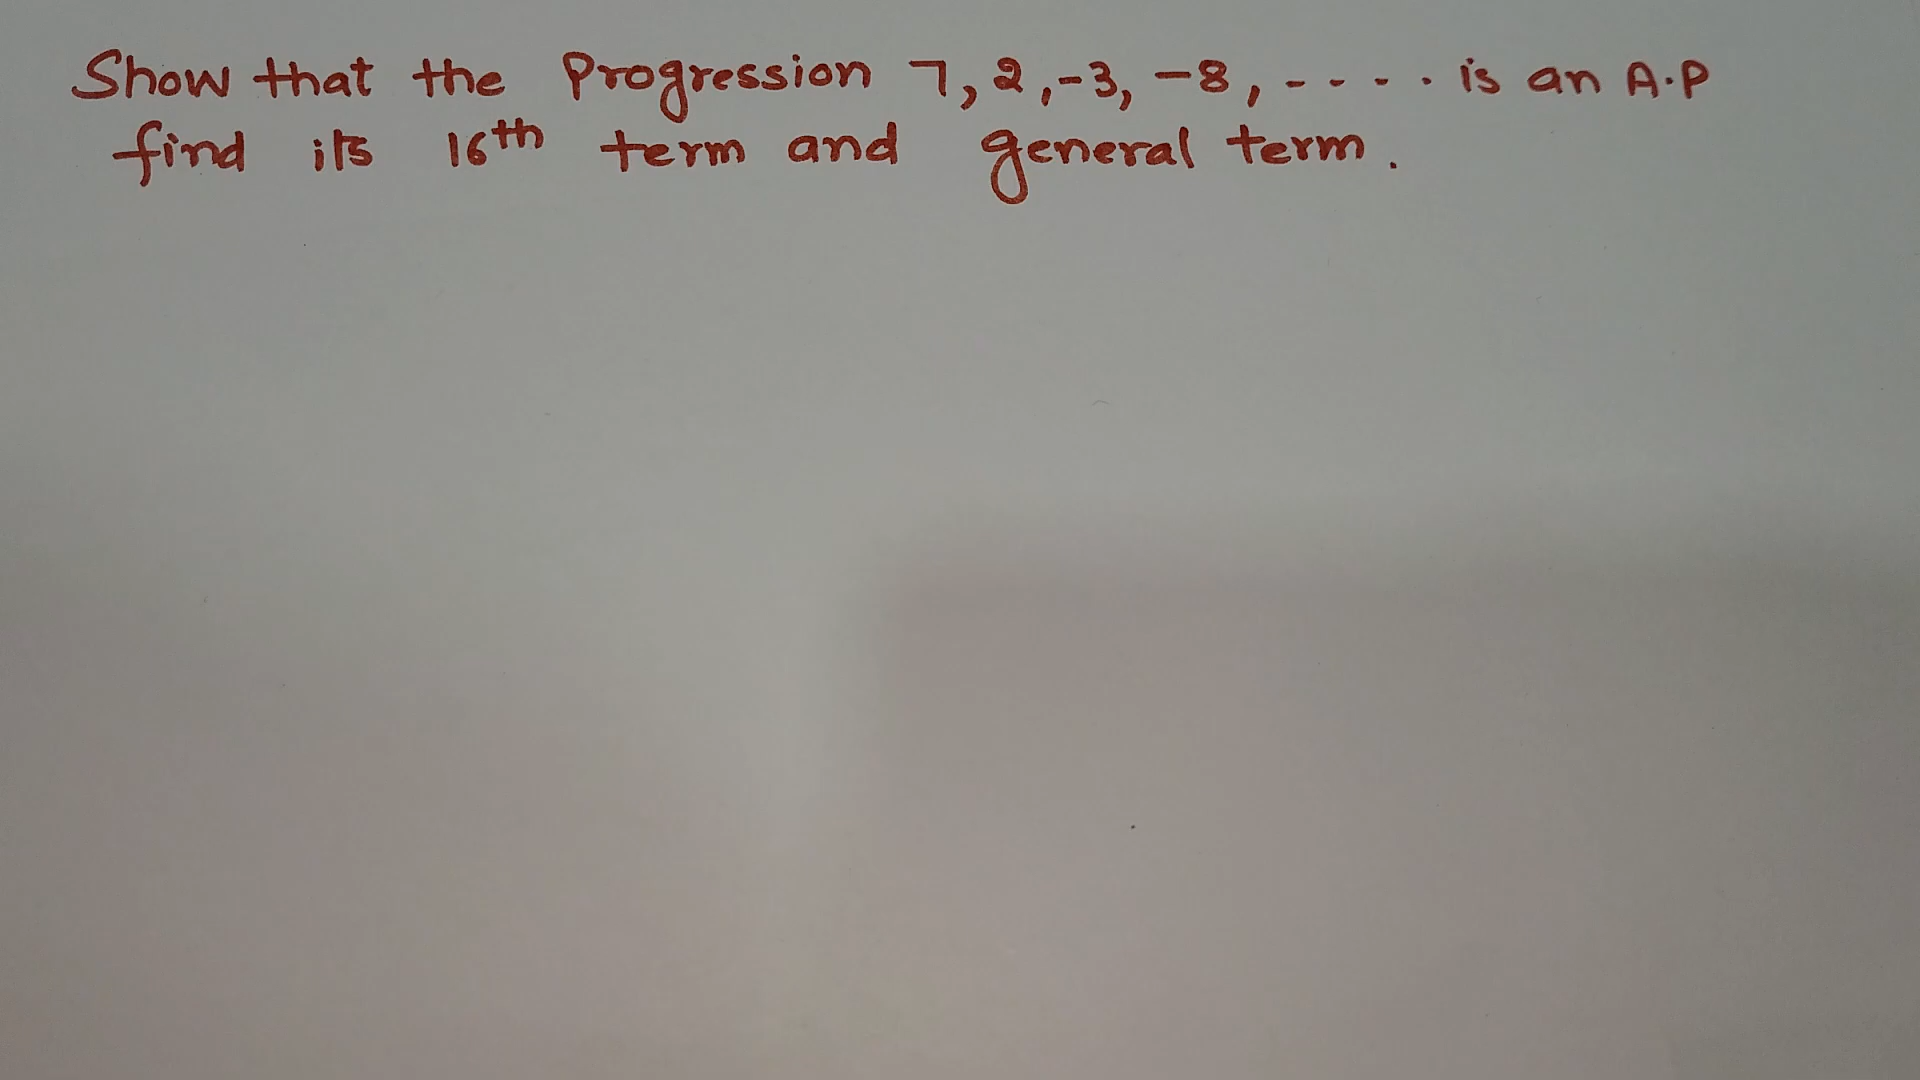 Show that the Progression 7, 2, -3, -8, - - - - . is an A.P
find its 16th term and general term.